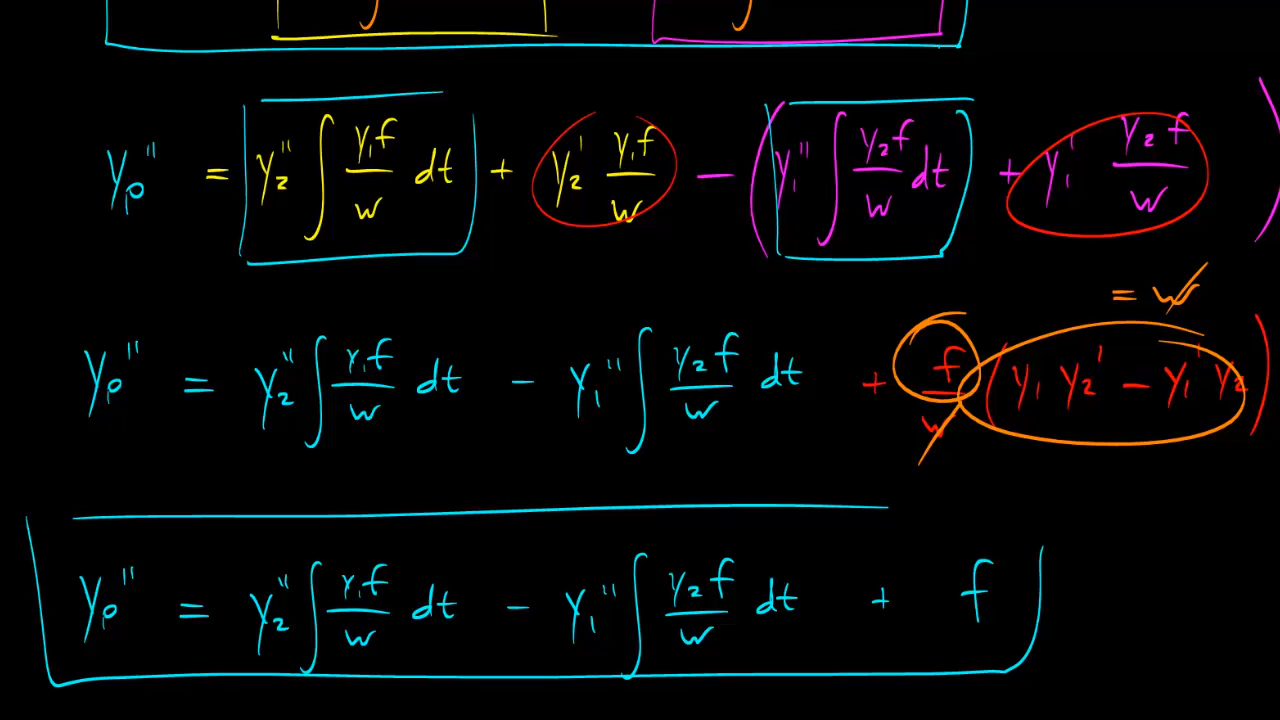 ∫ ∫
y_p'' = y_2'' ∫ y_1 f / w dt + y_2' y_1 f / w − ( y_1'' ∫ y_2 f / w dt + y_1' y_2 f / w )
= w
y_p'' = y_2'' ∫ y_1 f / w dt − y_1'' ∫ y_2 f / w dt + f / w ( y_1 y_2' − y_1' y_2 )
y_p'' = y_2'' ∫ y_1 f / w dt − y_1'' ∫ y_2 f / w dt + f